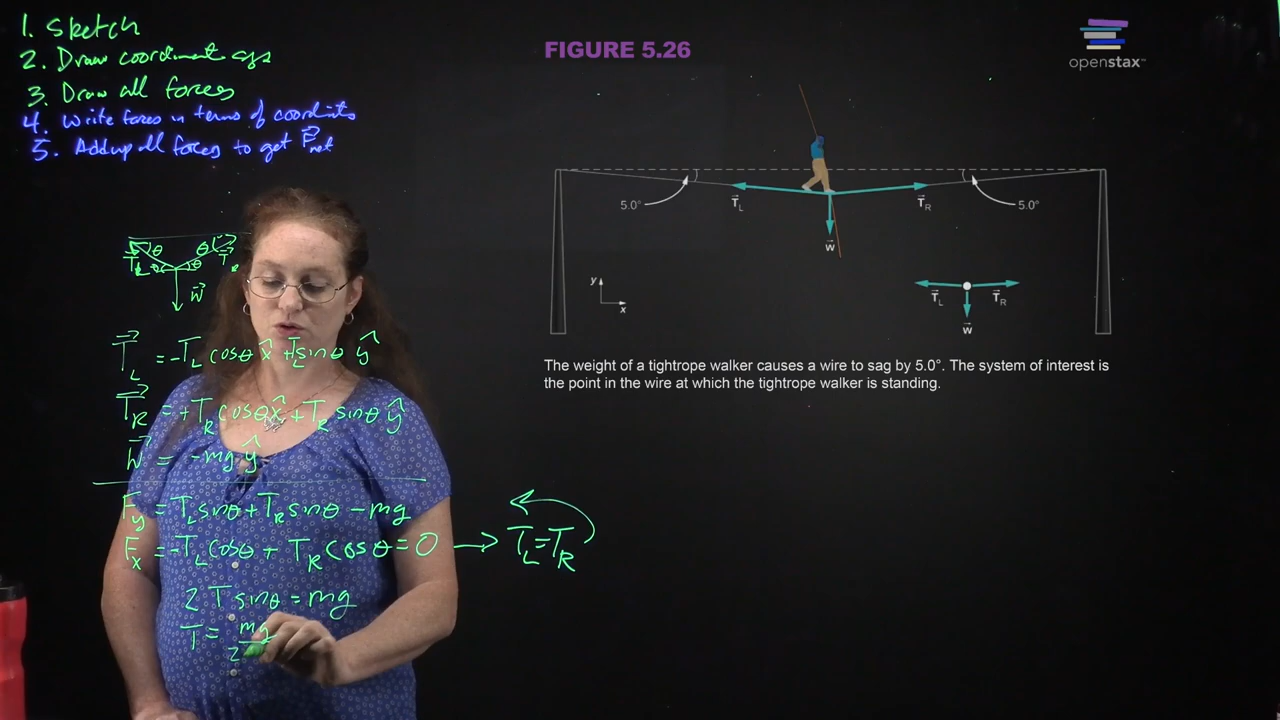 1. Sketch
2. Draw coordinate sys
3. Draw all forces
4. Write forces in terms of coordinates
5. Add up all forces to get F⃗net
FIGURE 5.26
openstax™
5.0°
T⃗L
T⃗R
5.0°
w⃗
y
x
T⃗L
T⃗R
w⃗
The weight of a tightrope walker causes a wire to sag by 5.0°. The system of interest is
the point in the wire at which the tightrope walker is standing.
θ θ
T⃗L θ θ T⃗R
W⃗
T⃗L = -TL cosθ x̂ + TL sinθ ŷ
T⃗R = +TR cosθ x̂ + TR sinθ ŷ
W⃗ = -mg ŷ
Fy = TL sinθ + TR sinθ - mg
Fx = -TL cosθ + TR cosθ = 0 → TL = TR
2 T sinθ = mg
T = mg
2